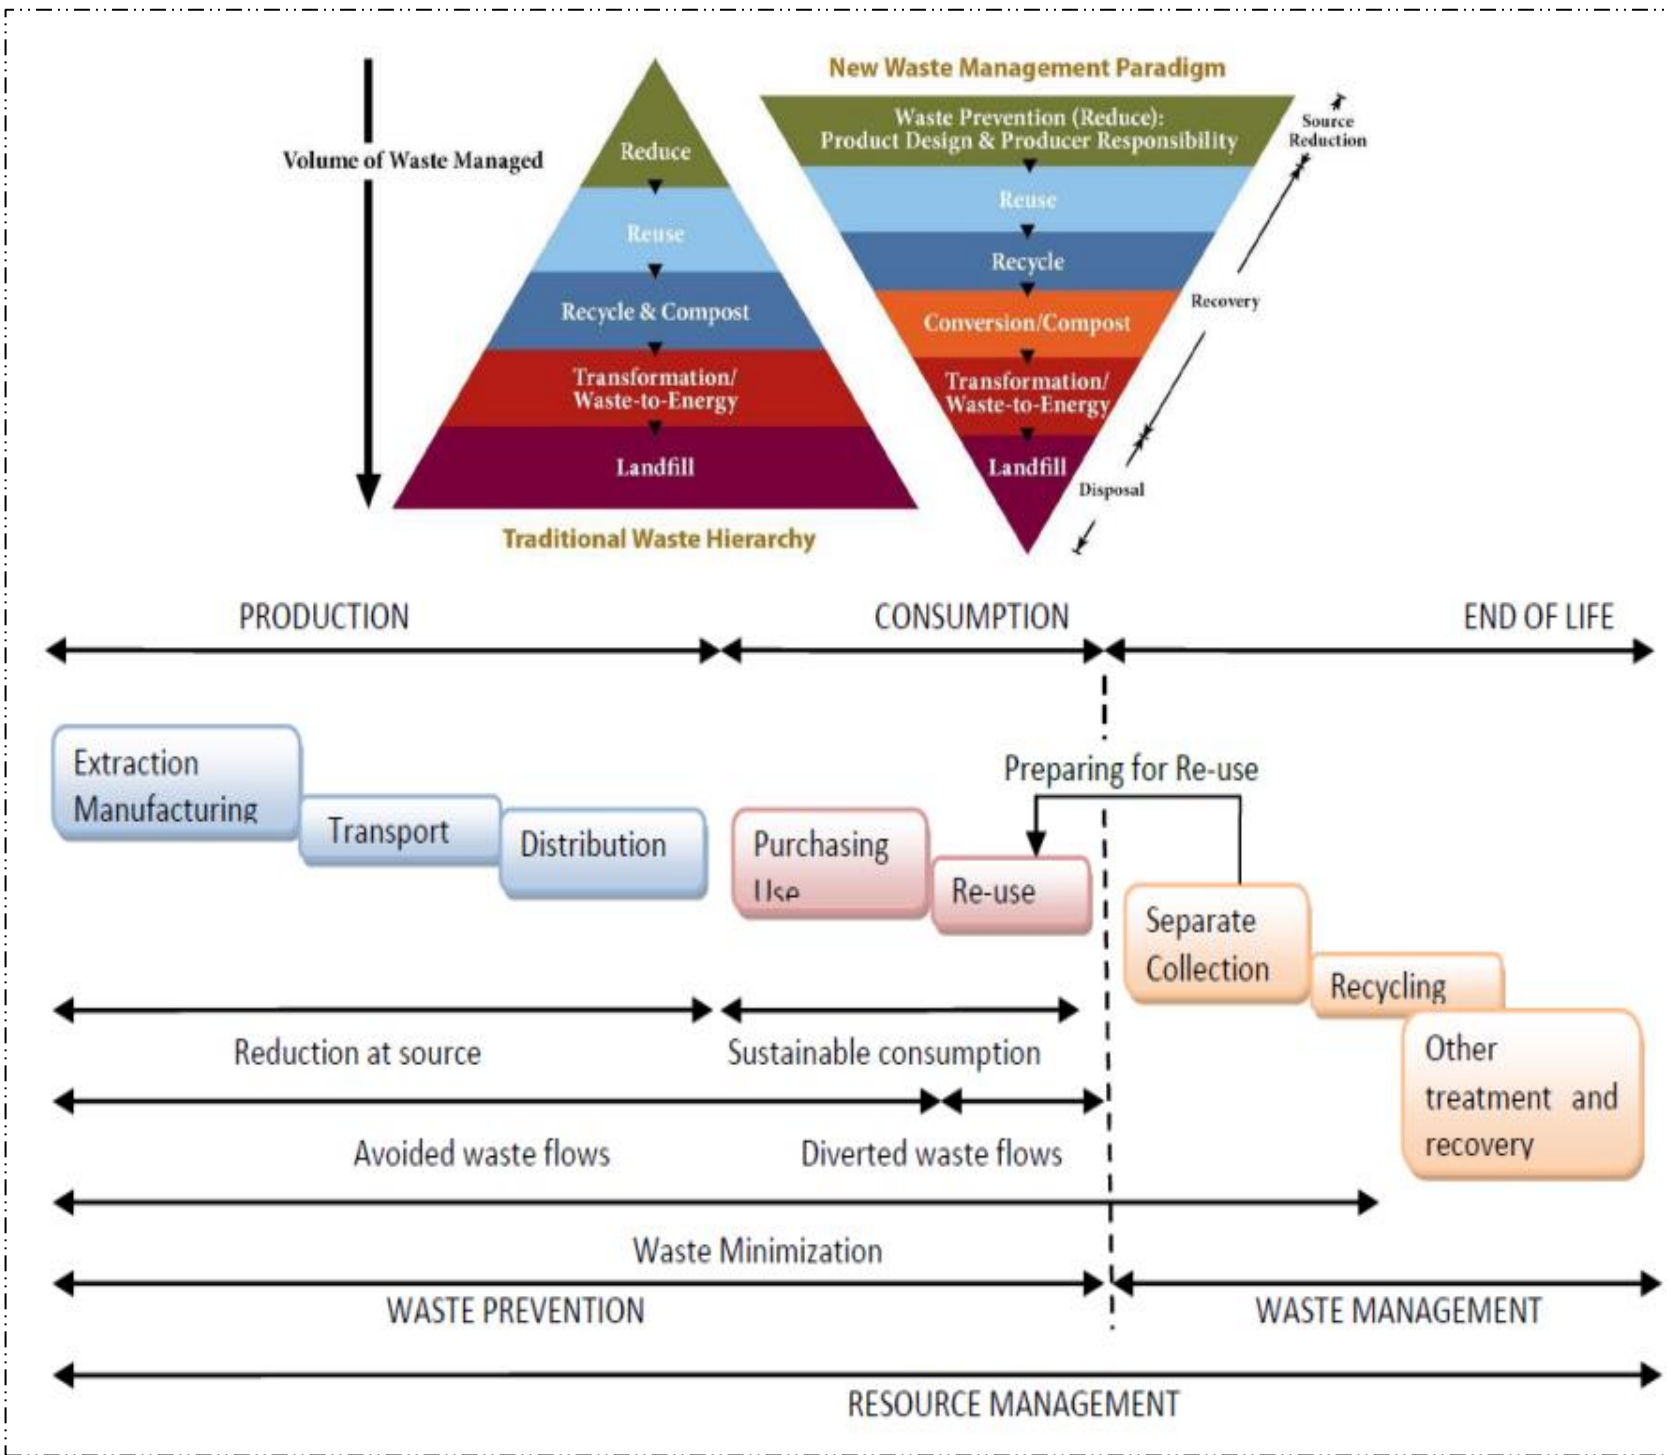 New Waste Management Paradigm
Volume of Waste Managed
Reduce
Reuse
Recycle & Compost
Transformation/
Waste-to-Energy
Landfill
Traditional Waste Hierarchy
Waste Prevention (Reduce):
Product Design & Producer Responsibility
Reuse
Recycle
Conversion/Compost
Transformation/
Waste-to-Energy
Landfill
Source
Reduction
Recovery
Disposal
PRODUCTION
CONSUMPTION
END OF LIFE
Extraction
Manufacturing
Transport
Distribution
Purchasing
Use
Re-use
Preparing for Re-use
Separate
Collection
Recycling
Other
treatment and
recovery
Reduction at source
Sustainable consumption
Avoided waste flows
Diverted waste flows
Waste Minimization
WASTE PREVENTION
WASTE MANAGEMENT
RESOURCE MANAGEMENT